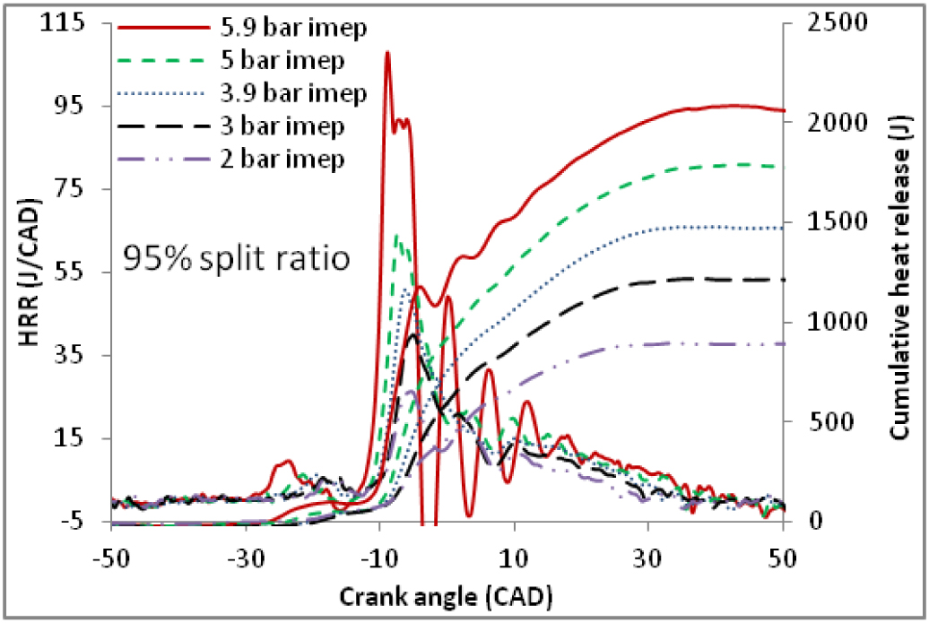 5.9 bar imep
5 bar imep
3.9 bar imep
3 bar imep
2 bar imep
95% split ratio
HRR (J/CAD)
115
95
75
55
35
15
-5
Cumulative heat release (J)
2500
2000
1500
1000
500
0
-50 -30 -10 10 30 50
Crank angle (CAD)